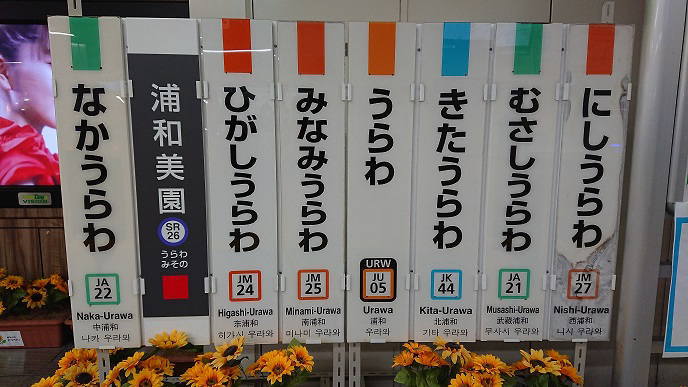 なかうらわ
JA
22
Naka-Urawa
中浦和
나카 우라와
浦和美園
SR
26
うらわ
みその
ひがしうらわ
JM
24
Higashi-Urawa
東浦和
히가시 우라와
みなみうらわ
JM
25
Minami-Urawa
南浦和
미나미 우라와
うらわ
URW
JU
05
Urawa
浦和
우라와
きたうらわ
JK
44
Kita-Urawa
北浦和
기타 우라와
むさしうらわ
JA
21
Musashi-Urawa
武蔵浦和
무사시 우라와
にしうらわ
JM
27
Nishi-Urawa
西浦和
니시 우라와